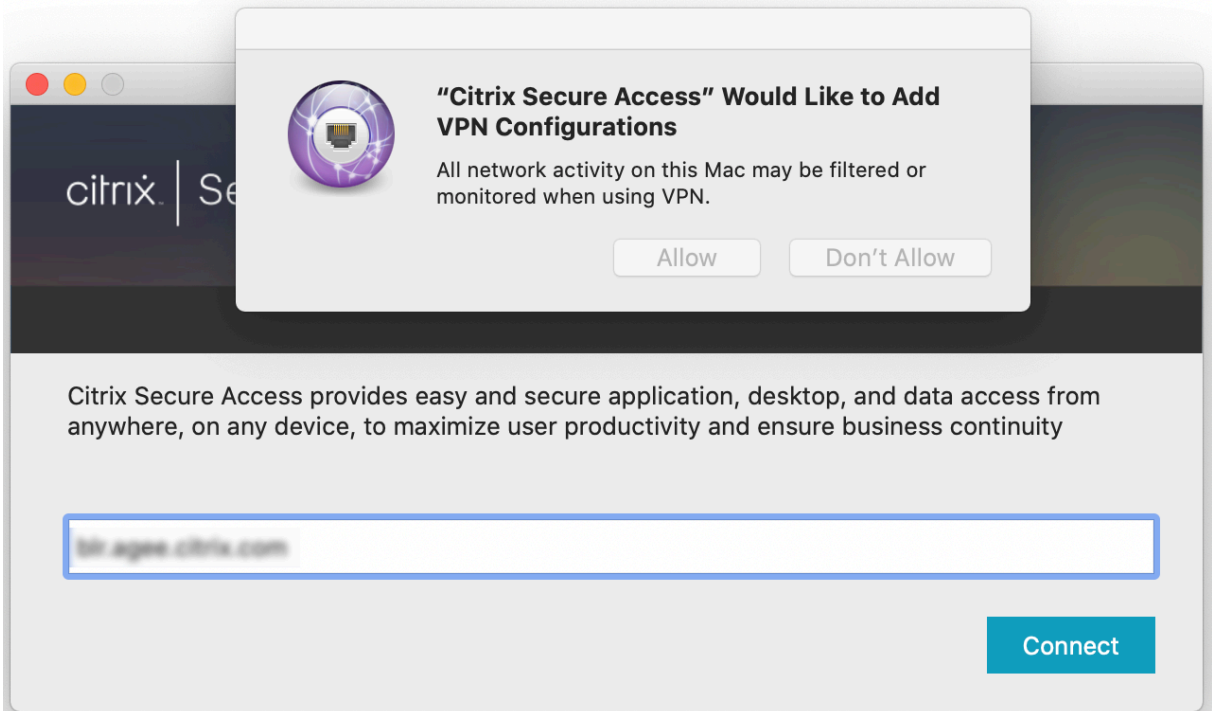 “Citrix Secure Access” Would Like to Add
VPN Configurations
All network activity on this Mac may be filtered or
monitored when using VPN.
Allow Don’t Allow
citrix. | Se
Citrix Secure Access provides easy and secure application, desktop, and data access from
anywhere, on any device, to maximize user productivity and ensure business continuity
Connect